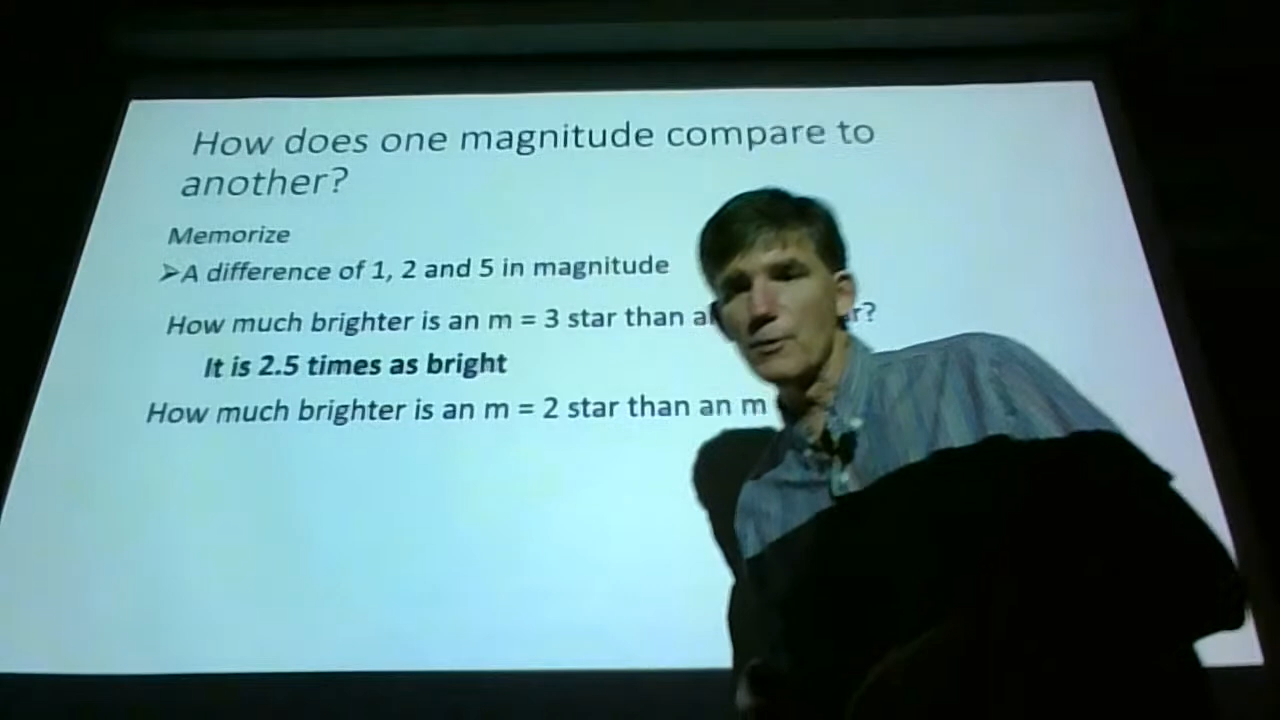 How does one magnitude compare to
another?
Memorize
➢A difference of 1, 2 and 5 in magnitude
How much brighter is an m = 3 star than r?
It is 2.5 times as bright
How much brighter is an m = 2 star than an m